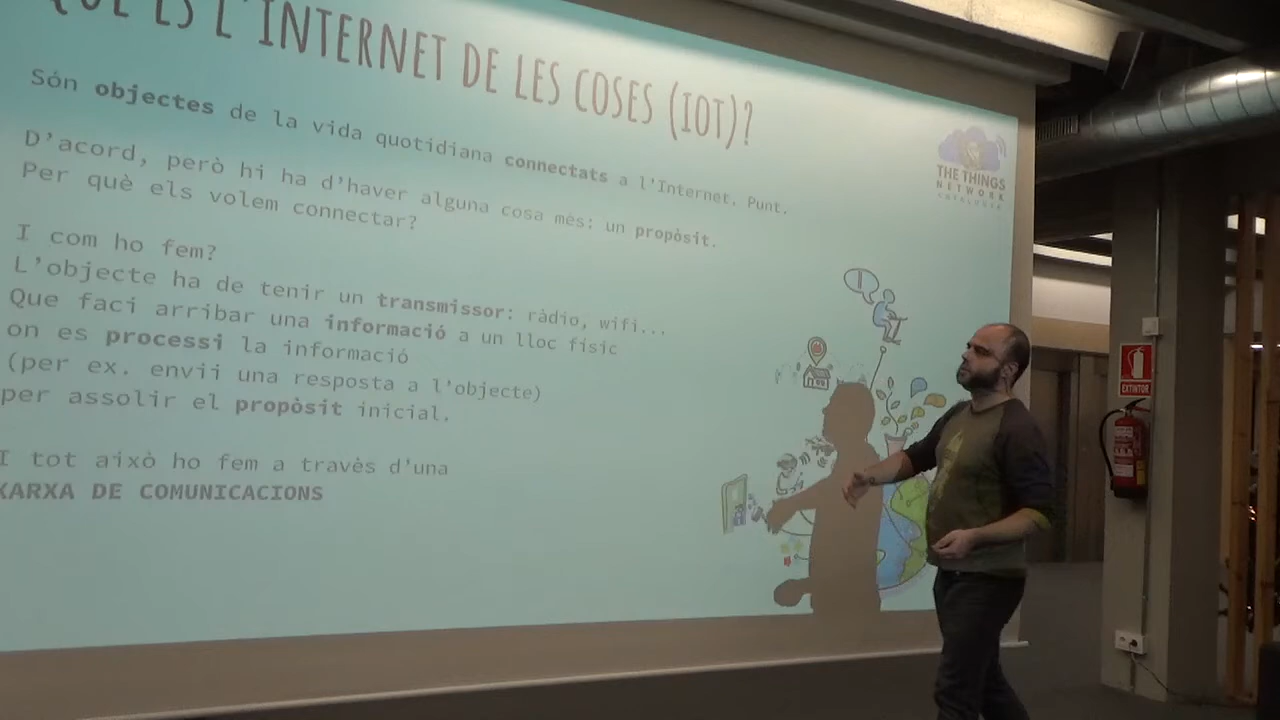 QUÈ ÉS L'INTERNET DE LES COSES (IOT)?
Són objectes de la vida quotidiana connectats a l'Internet. Punt.
D'acord, però hi ha d'haver alguna cosa més: un propòsit.
Per què els volem connectar?
I com ho fem?
L'objecte ha de tenir un transmissor: ràdio, wifi...
Que faci arribar una informació a un lloc físic
on es processi la informació
(per ex. envii una resposta a l'objecte)
per assolir el propòsit inicial.
I tot això ho fem a través d'una
XARXA DE COMUNICACIONS
THE THINGS
NETWORK
CATALUNYA
EXTINTOR